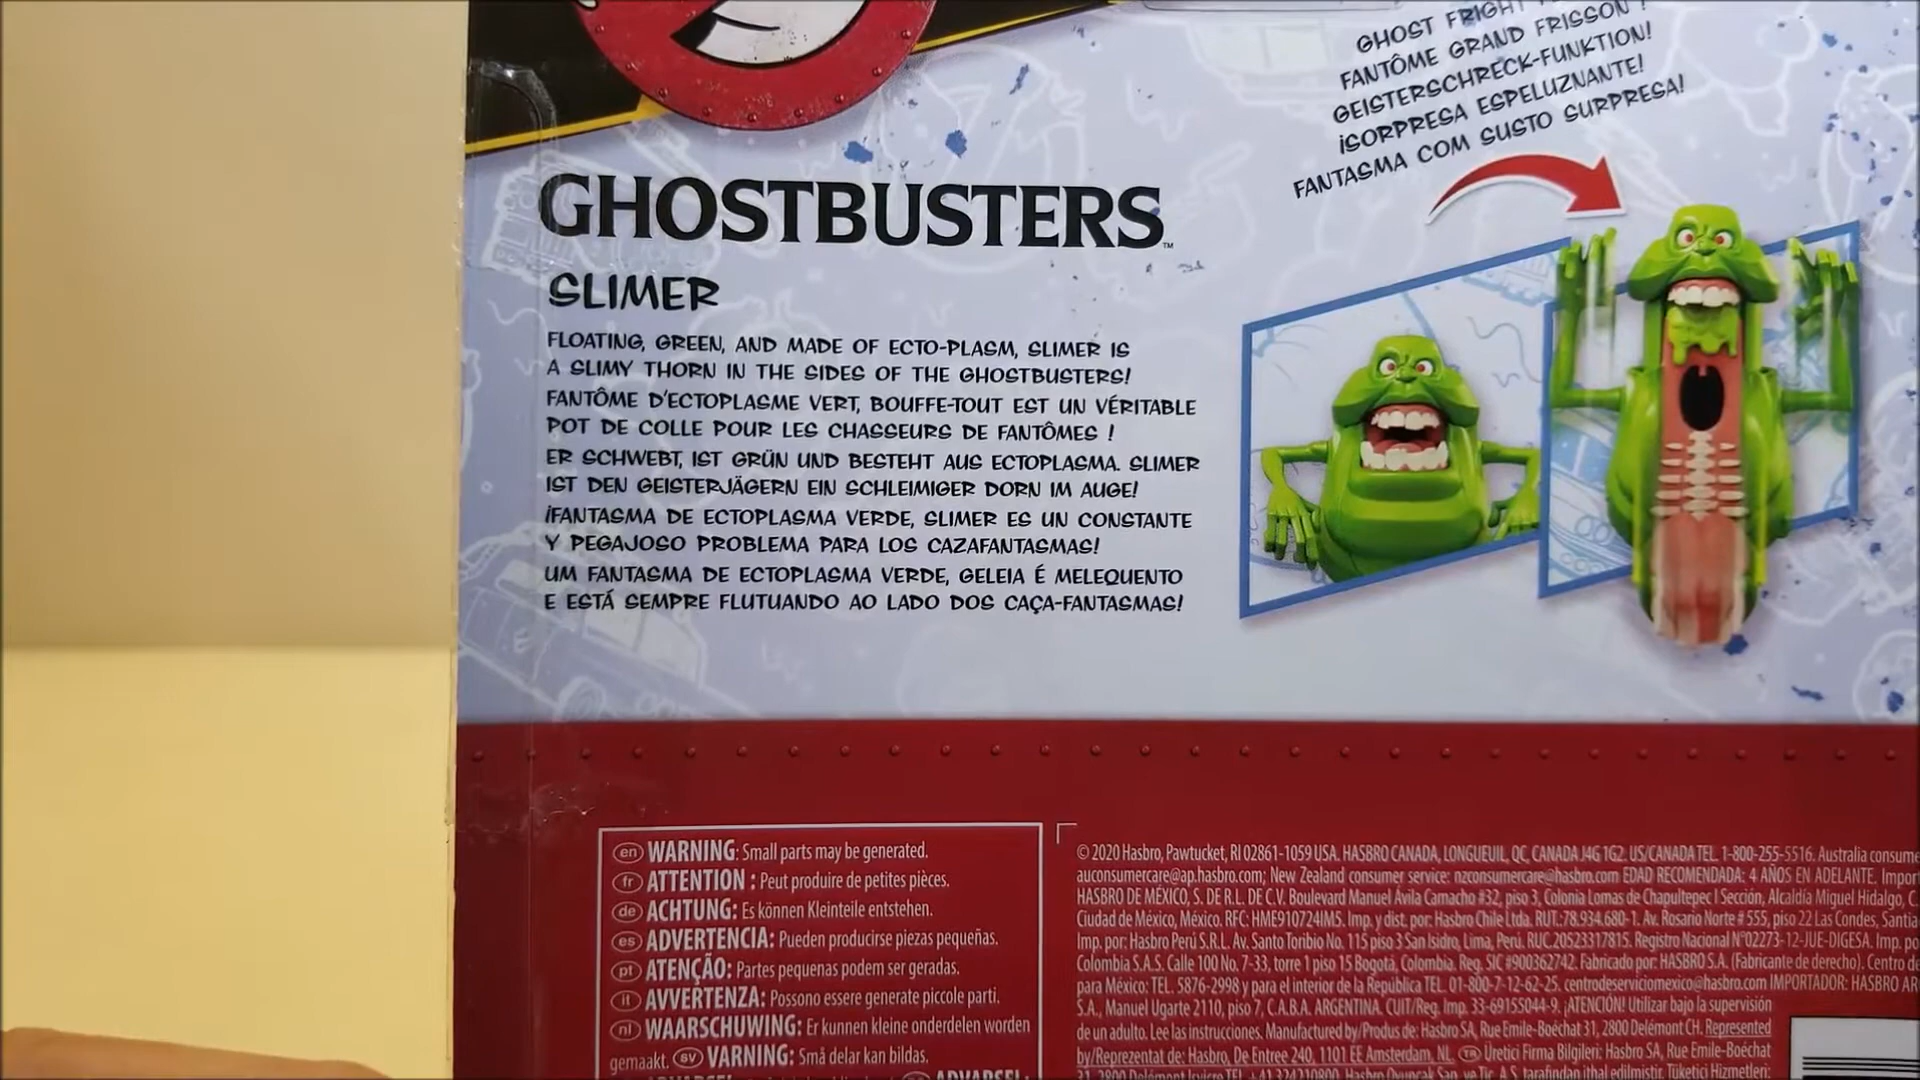 GHOST FRIGHT
FANTÔME GRAND FRISSON !
GEISTERSCHRECK-FUNKTION!
¡SORPRESA ESPELUZNANTE!
FANTASMA COM SUSTO SURPRESA!
GHOSTBUSTERS™
SLIMER
FLOATING, GREEN, AND MADE OF ECTO-PLASM, SLIMER IS
A SLIMY THORN IN THE SIDES OF THE GHOSTBUSTERS!
FANTÔME D'ECTOPLASME VERT, BOUFFE-TOUT EST UN VÉRITABLE
POT DE COLLE POUR LES CHASSEURS DE FANTÔMES !
ER SCHWEBT, IST GRÜN UND BESTEHT AUS ECTOPLASMA. SLIMER
IST DEN GEISTERJÄGERN EIN SCHLEIMIGER DORN IM AUGE!
¡FANTASMA DE ECTOPLASMA VERDE, SLIMER ES UN CONSTANTE
Y PEGAJOSO PROBLEMA PARA LOS CAZAFANTASMAS!
UM FANTASMA DE ECTOPLASMA VERDE, GELEIA É MELEQUENTO
E ESTÁ SEMPRE FLUTUANDO AO LADO DOS CAÇA-FANTASMAS!
en WARNING: Small parts may be generated.
fr ATTENTION : Peut produire de petites pièces.
de ACHTUNG: Es können Kleinteile entstehen.
es ADVERTENCIA: Pueden producirse piezas pequeñas.
pt ATENÇÃO: Partes pequenas podem ser geradas.
it AVVERTENZA: Possono essere generate piccole parti.
nl WAARSCHUWING: Er kunnen kleine onderdelen worden
gemaakt. sv VARNING: Små delar kan bildas.
© 2020 Hasbro, Pawtucket, RI 02861-1059 USA. HASBRO CANADA, LONGUEUIL, QC, CANADA J4G 1G2. US/CANADA TEL. 1-800-255-5516. Australia
auconsumercare@ap.hasbro.com; New Zealand consumer service: nzconsumercare@hasbro.com EDAD RECOMENDADA: 4 AÑOS EN ADELANTE.
HASBRO DE MÉXICO, S. DE R.L. DE C.V. Boulevard Manuel Ávila Camacho #32, piso 3, Colonia Lomas de Chapultepec I Sección, Alcaldía Miguel Hidalgo,
Ciudad de México, México. RFC: HME910724IM5. Imp. y dist. por: Hasbro Chile Ltda. RUT.:78.934.680-1. Av. Rosario Norte # 555, piso 22 Las Condes,
Imp. por: Hasbro Perú S.R.L. Av. Santo Toribio No. 115 piso 3 San Isidro, Lima, Perú. RUC.20523317815. Registro Nacional N°02273-12-JUE-DIGESA. Imp.
Colombia S.A.S. Calle 100 No. 7-33, torre 1 piso 15 Bogotá, Colombia. Reg. SIC #900362742. Fabricado por: HASBRO S.A. (Fabricante de derecho). Centro de
para México: TEL. 5876-2998 y para el interior de la República TEL. 01-800-7-12-62-25. centrodeserviciomexico@hasbro.com IMPORTADOR: HASBRO
S.A., Manuel Ugarte 2110, piso 7, C.A.B.A. ARGENTINA. CUIT/Reg. Imp. 33-69155044-9. ¡ATENCIÓN! Utilizar bajo la supervisión
de un adulto. Lee las instrucciones. Manufactured by/Produs de: Hasbro SA, Rue Emile-Boéchat 31, 2800 Delémont CH. Represented
by/Reprezentat de: Hasbro, De Entree 240, 1101 EE Amsterdam, NL. TR Üretici Firma Bilgileri: Hasbro SA, Rue Emile-Boéchat